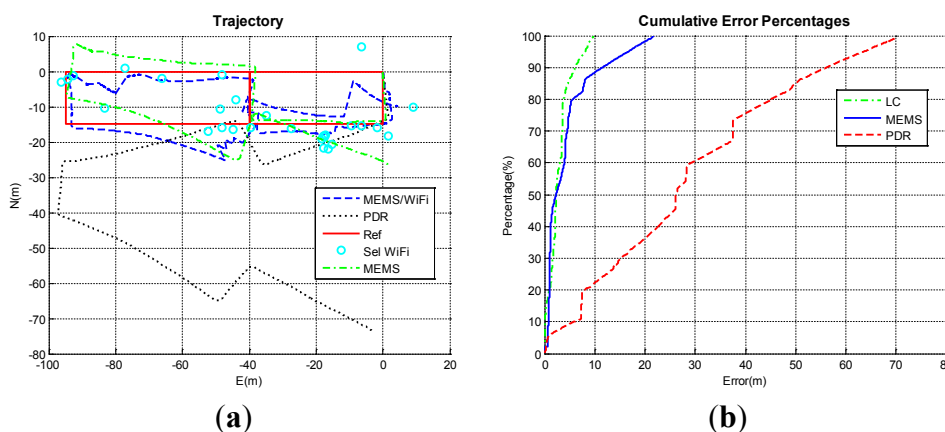 Trajectory
10
0
-10
-20
-30
-40
-50
-60
-70
-80
N(m)
-100
-80
-60
-40
-20
0
20
E(m)
MEMS/WiFi
PDR
Ref
Sel WiFi
MEMS
(a)
Cumulative Error Percentages
100
90
80
70
60
50
40
30
20
10
0
Percentage(%)
0
10
20
30
40
50
60
70
80
Error(m)
LC
MEMS
PDR
(b)